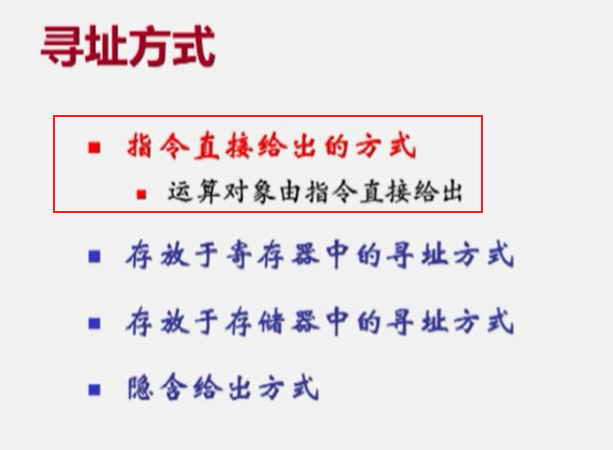 寻址方式
指令直接给出的方式
运算对象由指令直接给出
存放于寄存器中的寻址方式
存放于存储器中的寻址方式
隐含给出方式